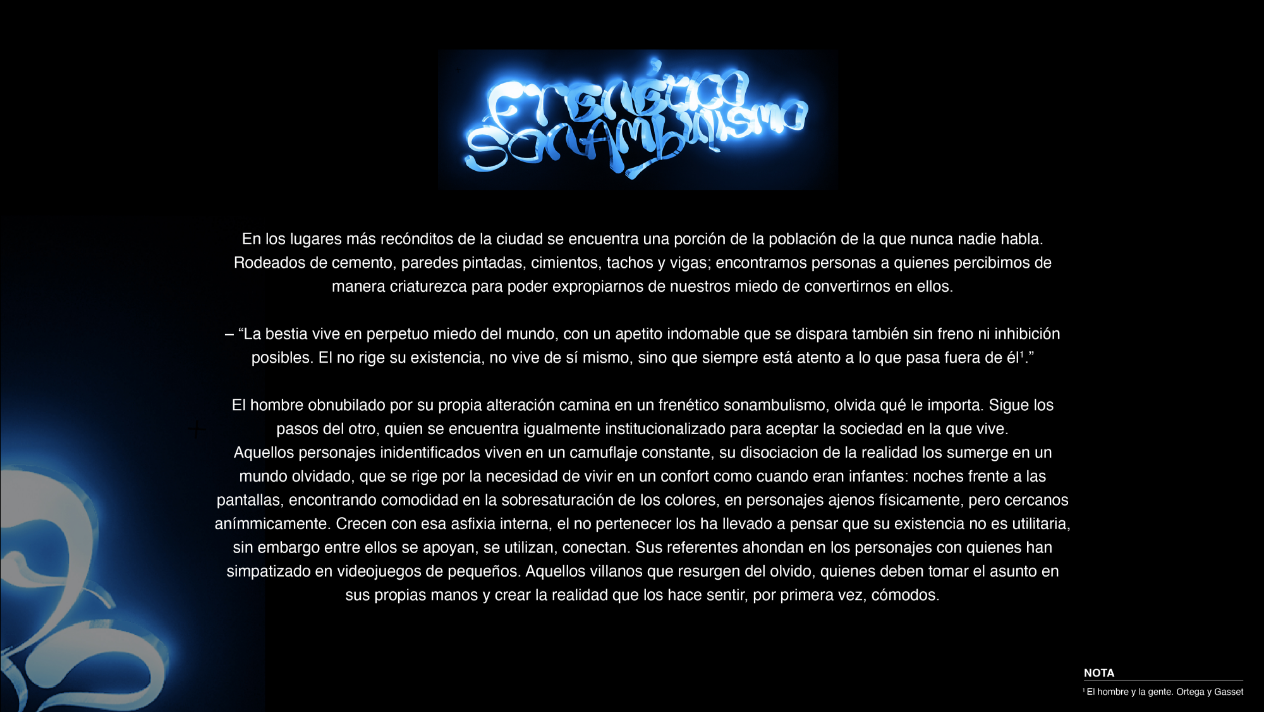 Frenético
Sonambulismo
En los lugares más recónditos de la ciudad se encuentra una porción de la población de la que nunca nadie habla.
Rodeados de cemento, paredes pintadas, cimientos, tachos y vigas; encontramos personas a quienes percibimos de
manera criaturezca para poder expropiarnos de nuestros miedo de convertirnos en ellos.
– “La bestia vive en perpetuo miedo del mundo, con un apetito indomable que se dispara también sin freno ni inhibición
posibles. El no rige su existencia, no vive de sí mismo, sino que siempre está atento a lo que pasa fuera de él¹.”
El hombre obnubilado por su propia alteración camina en un frenético sonambulismo, olvida qué le importa. Sigue los
pasos del otro, quien se encuentra igualmente institucionalizado para aceptar la sociedad en la que vive.
Aquellos personajes inidentificados viven en un camuflaje constante, su disociacion de la realidad los sumerge en un
mundo olvidado, que se rige por la necesidad de vivir en un confort como cuando eran infantes: noches frente a las
pantallas, encontrando comodidad en la sobresaturación de los colores, en personajes ajenos físicamente, pero cercanos
anímmicamente. Crecen con esa asfixia interna, el no pertenecer los ha llevado a pensar que su existencia no es utilitaria,
sin embargo entre ellos se apoyan, se utilizan, conectan. Sus referentes ahondan en los personajes con quienes han
simpatizado en videojuegos de pequeños. Aquellos villanos que resurgen del olvido, quienes deben tomar el asunto en
sus propias manos y crear la realidad que los hace sentir, por primera vez, cómodos.
NOTA
¹ El hombre y la gente. Ortega y Gasset